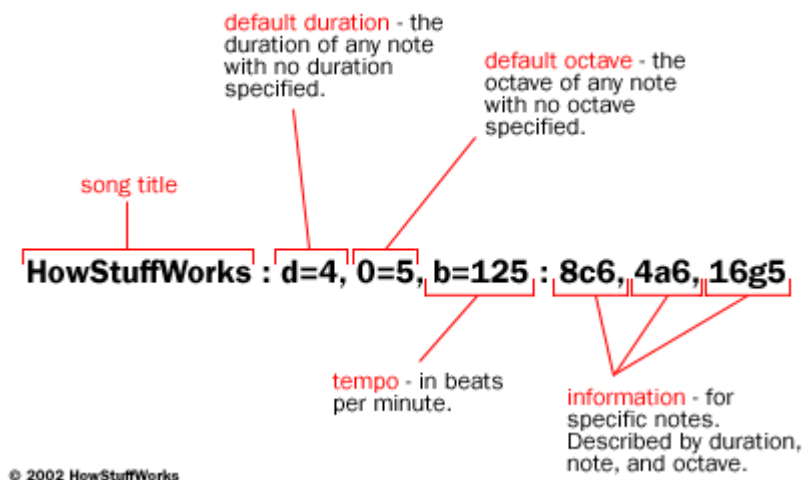 default duration - the
duration of any note
with no duration
specified.
default octave - the
octave of any note
with no octave
specified.
song title
HowStuffWorks : d=4, 0=5, b=125 : 8c6, 4a6, 16g5
tempo - in beats
per minute.
information - for
specific notes.
Described by duration,
note, and octave.
© 2002 HowStuffWorks